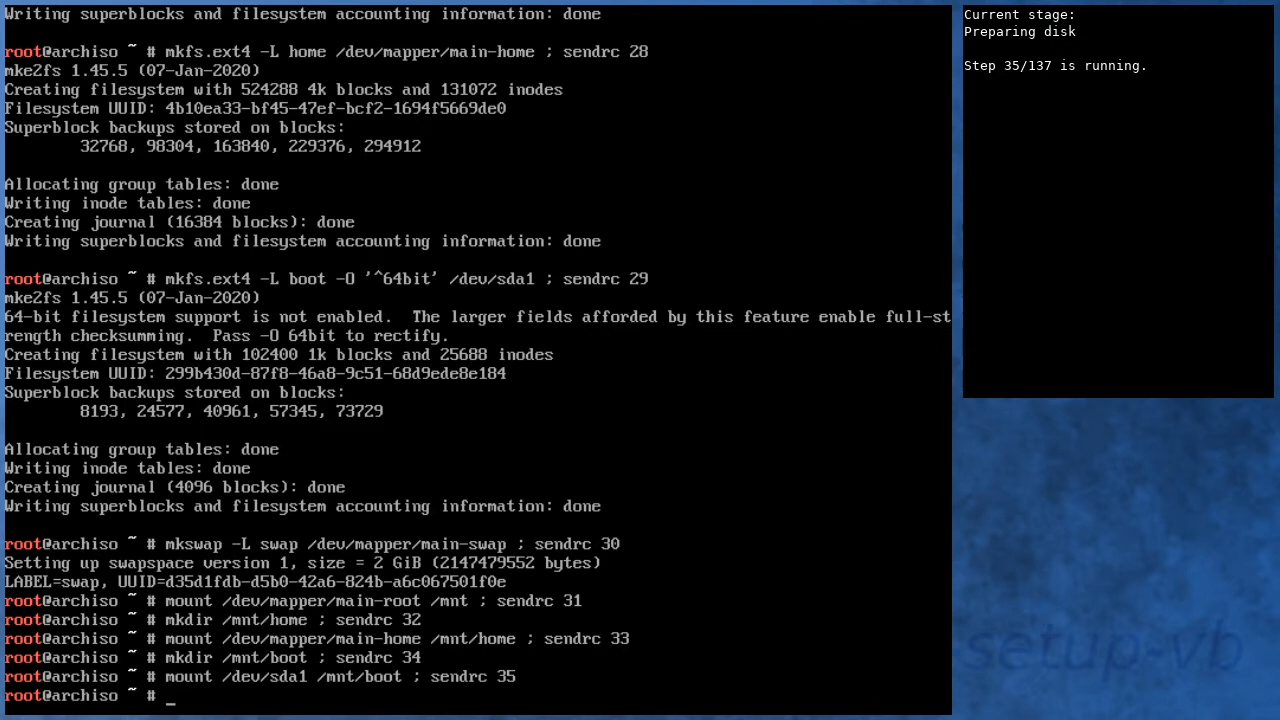 Writing superblocks and filesystem accounting information: done
root@archiso ~ # mkfs.ext4 -L home /dev/mapper/main-home ; sendrc 28
mke2fs 1.45.5 (07-Jan-2020)
Creating filesystem with 524288 4k blocks and 131072 inodes
Filesystem UUID: 4b10ea33-bf45-47ef-bcf2-1694f5669de0
Superblock backups stored on blocks:
        32768, 98304, 163840, 229376, 294912
Allocating group tables: done
Writing inode tables: done
Creating journal (16384 blocks): done
Writing superblocks and filesystem accounting information: done
root@archiso ~ # mkfs.ext4 -L boot -O '^64bit' /dev/sda1 ; sendrc 29
mke2fs 1.45.5 (07-Jan-2020)
64-bit filesystem support is not enabled.  The larger fields afforded by this feature enable full-st
rength checksumming.  Pass -O 64bit to rectify.
Creating filesystem with 102400 1k blocks and 25688 inodes
Filesystem UUID: 299b430d-87f8-46a8-9c51-68d9ede8e184
Superblock backups stored on blocks:
        8193, 24577, 40961, 57345, 73729
Allocating group tables: done
Writing inode tables: done
Creating journal (4096 blocks): done
Writing superblocks and filesystem accounting information: done
root@archiso ~ # mkswap -L swap /dev/mapper/main-swap ; sendrc 30
Setting up swapspace version 1, size = 2 GiB (2147479552 bytes)
LABEL=swap, UUID=d35d1fdb-d5b0-42a6-824b-a6c067501f0e
root@archiso ~ # mount /dev/mapper/main-root /mnt ; sendrc 31
root@archiso ~ # mkdir /mnt/home ; sendrc 32
root@archiso ~ # mount /dev/mapper/main-home /mnt/home ; sendrc 33
root@archiso ~ # mkdir /mnt/boot ; sendrc 34
root@archiso ~ # mount /dev/sda1 /mnt/boot ; sendrc 35
root@archiso ~ # _
Current stage:
Preparing disk
Step 35/137 is running.
setup-vb